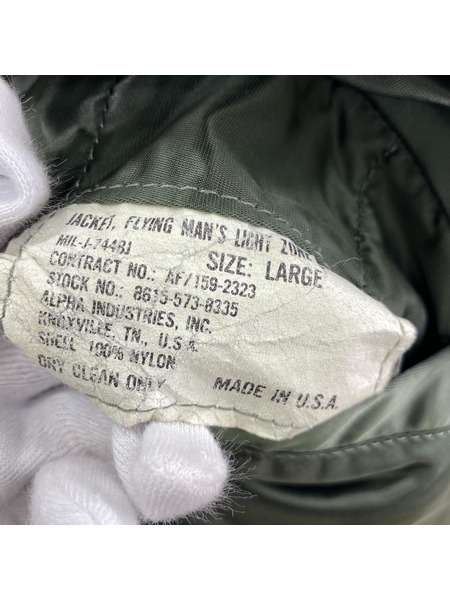 JACKET, FLYING MAN'S LIGHT ZONE
MIL-J-7448J SIZE: LARGE
CONTRACT NO.: AF/159-2323
STOCK NO., 8615-573-8335
ALPHA INDUSTRIES, INC.
KNOXVILLE, TN., U.S.A.
SHELL 100% NYLON
DRY CLEAN ONLY MADE IN U.S.A.